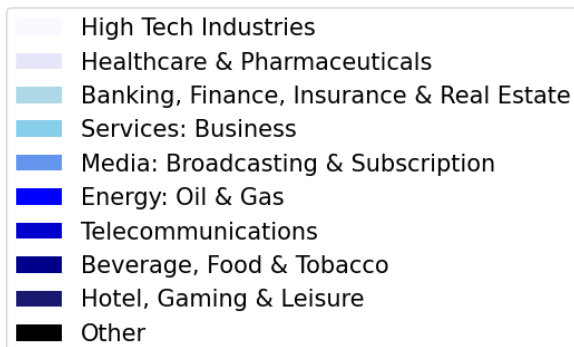 High Tech Industries
Healthcare & Pharmaceuticals
Banking, Finance, Insurance & Real Estate
Services: Business
Media: Broadcasting & Subscription
Energy: Oil & Gas
Telecommunications
Beverage, Food & Tobacco
Hotel, Gaming & Leisure
Other